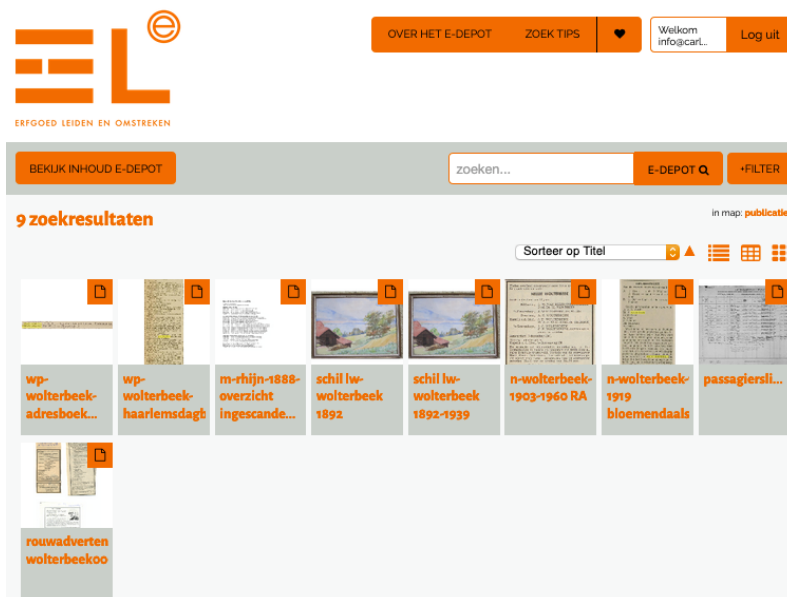 e
EL
ERFGOED LEIDEN EN OMSTREKEN
OVER HET E-DEPOT
ZOEK TIPS
Welkom
info@carl...
Log uit
BEKIJK INHOUD E-DEPOT
zoeken...
E-DEPOT
+FILTER
9 zoekresultaten
in map: publicatie
Sorteer op Titel
wp-
wolterbeek-
adresboek...
wp-
wolterbeek-
haarlemsdagb
m-rhijn-1888-
overzicht
ingescande...
schil lw-
wolterbeek
1892
schil lw-
wolterbeek
1892-1939
n-wolterbeek-
1903-1960 RA
n-wolterbeek-
1919
bloemendaals
passagiersli...
rouwadverten
wolterbeek00